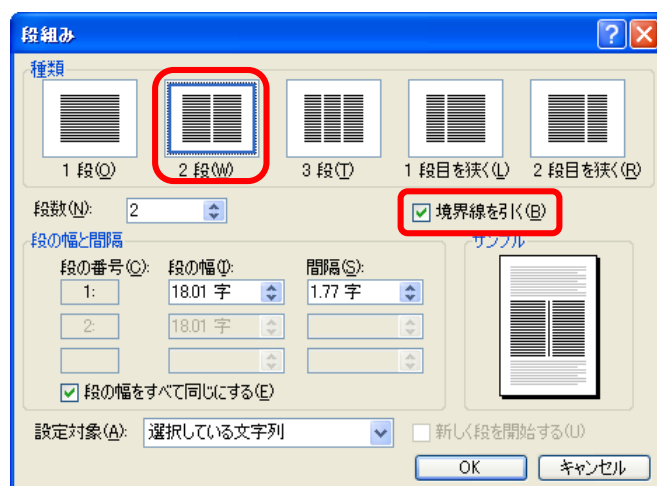 段組み
種類
1 段(O) 2 段(W) 3 段(T) 1 段目を狭く(L) 2 段目を狭く(R)
段数(N): 2 境界線を引く(B)
段の幅と間隔 サンプル
段の番号(C): 段の幅(I): 間隔(S):
1: 18.01 字 1.77 字
2: 18.01 字
段の幅をすべて同じにする(E)
設定対象(A): 選択している文字列 新しく段を開始する(U)
OK キャンセル